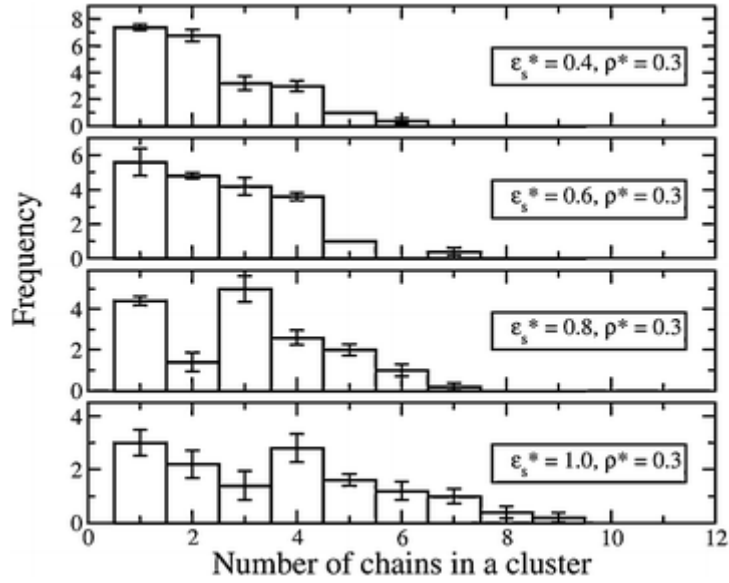 8
6
4
2
0
εs* = 0.4, ρ* = 0.3
6
4
2
0
εs* = 0.6, ρ* = 0.3
Frequency
4
2
0
εs* = 0.8, ρ* = 0.3
4
2
0
εs* = 1.0, ρ* = 0.3
0 2 4 6 8 10 12
Number of chains in a cluster